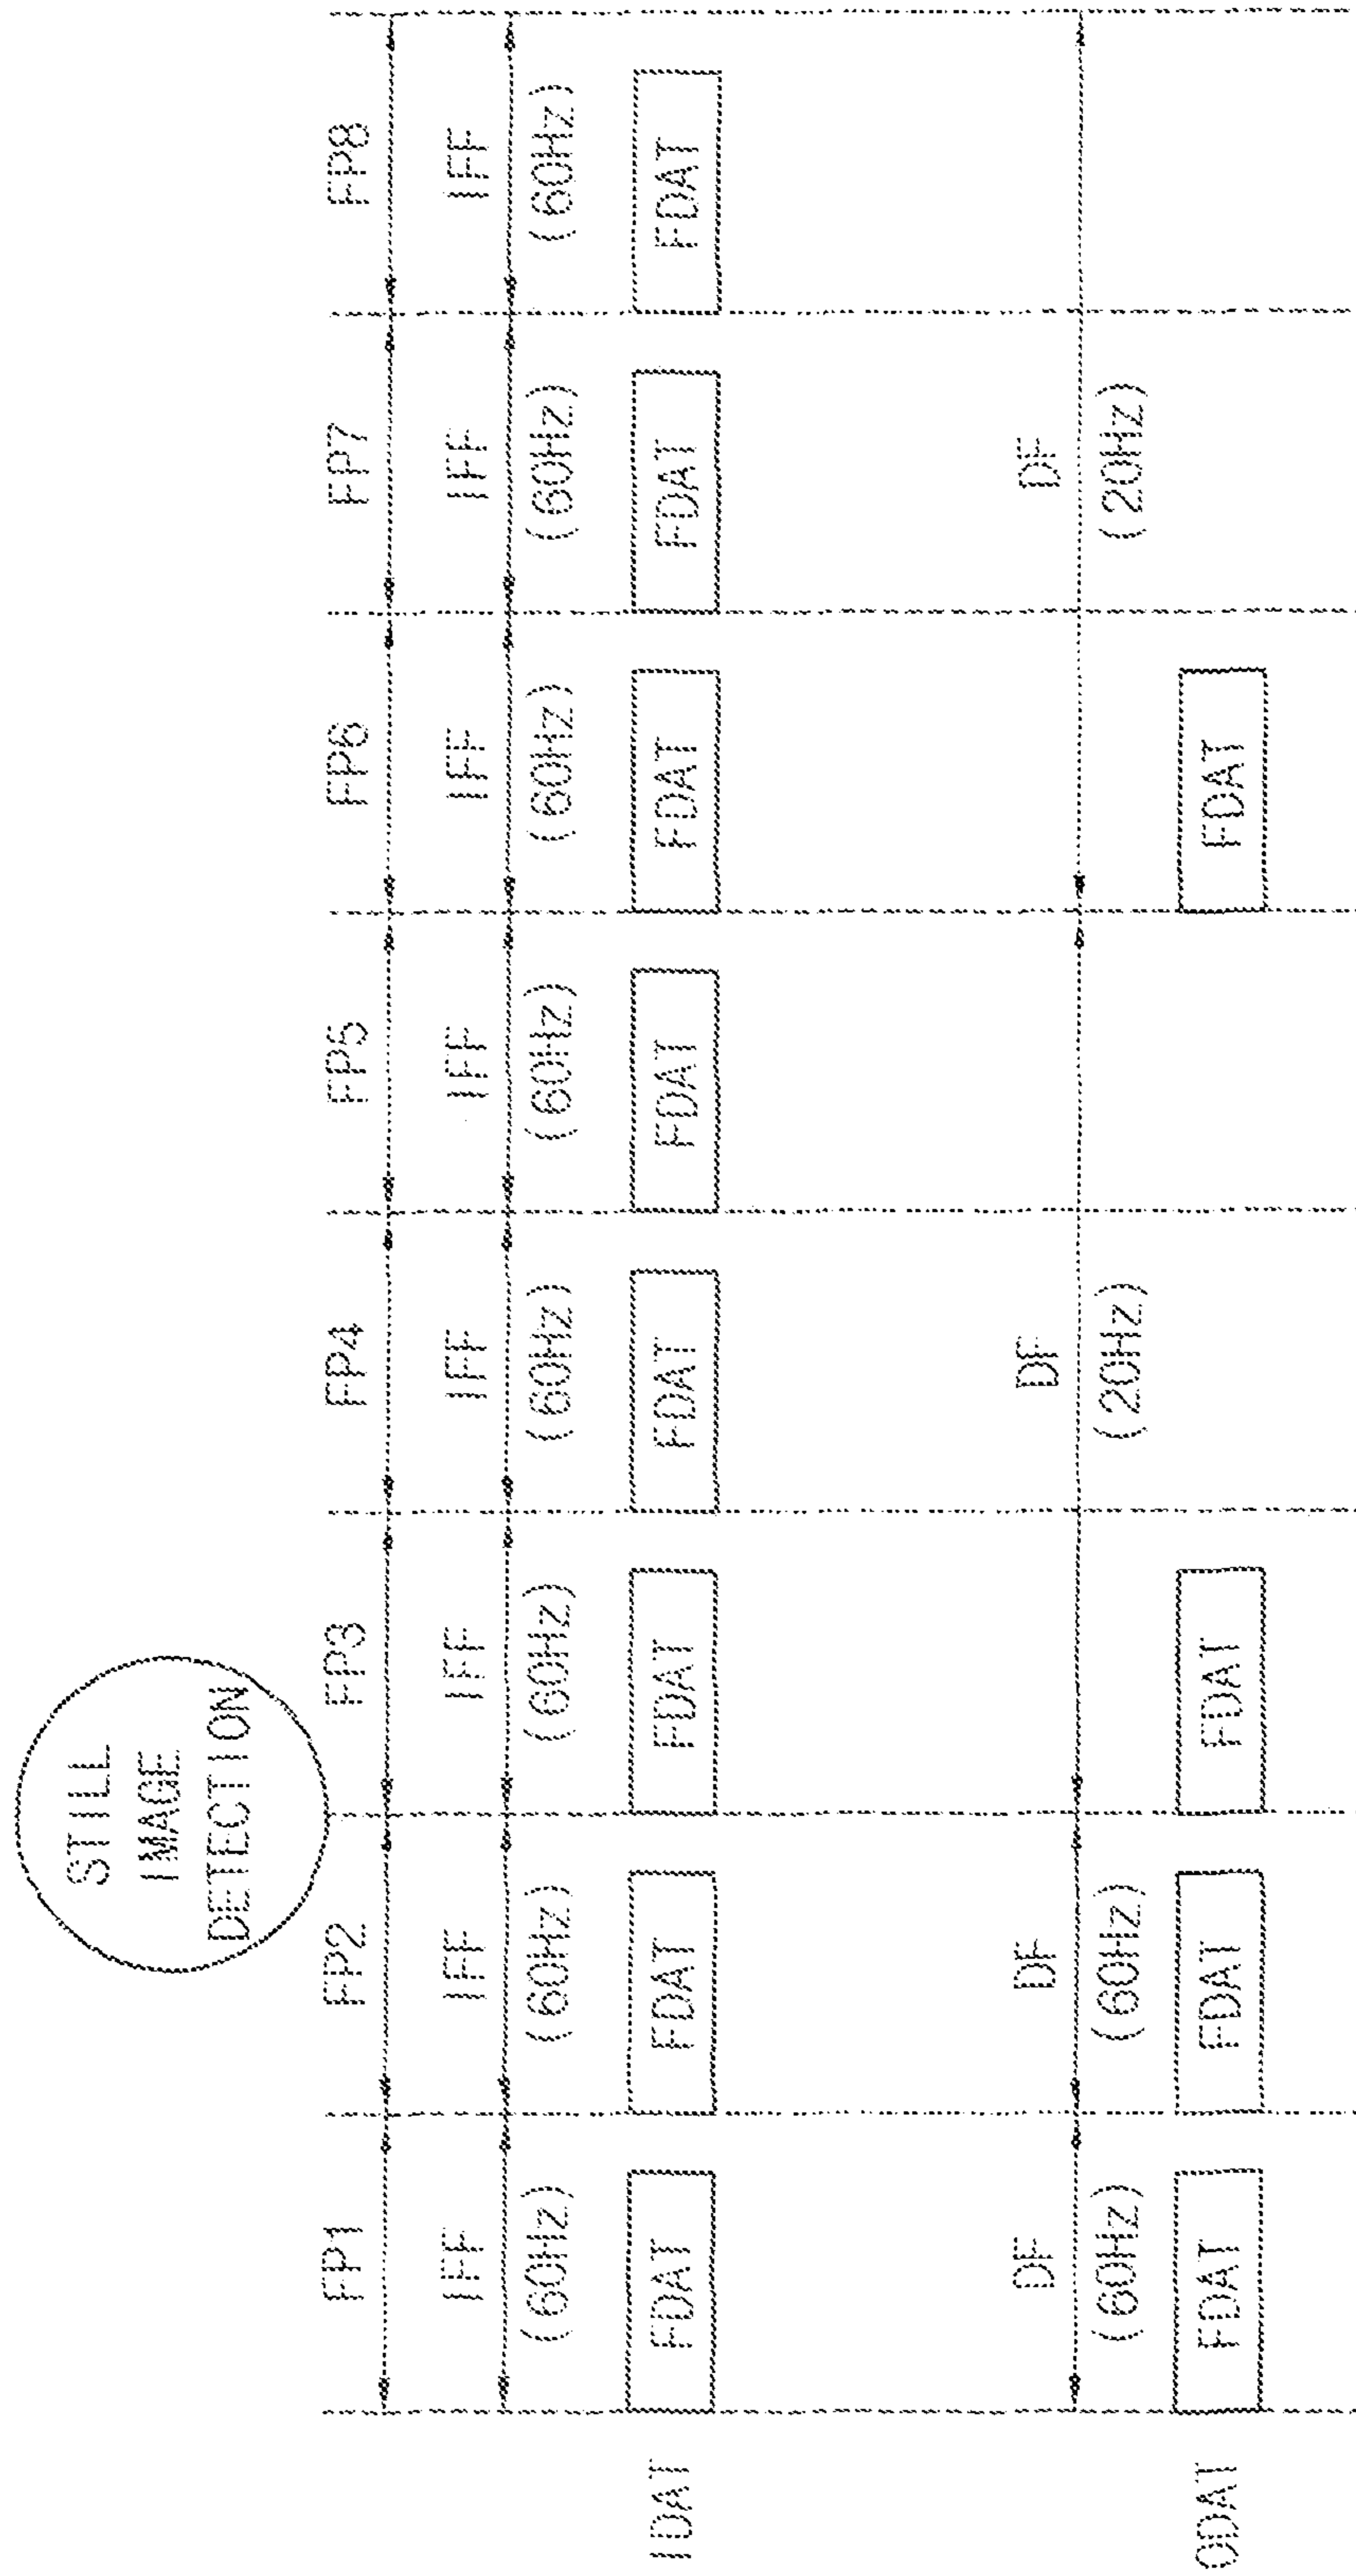 STILL
IMAGE
DETECTION
FP1 FP2 FP3 FP4 FP5 FP6 FP7 FP8
IFF IFF IFF IFF IFF IFF IFF IFF
(60Hz) (60Hz) (60Hz) (60Hz) (60Hz) (60Hz) (60Hz) (60Hz)
IDAT FDAT FDAT FDAT FDAT FDAT FDAT FDAT FDAT
DF DF DF DF
(60Hz) (60Hz) (20Hz) (20Hz)
ODAT FDAT FDAT FDAT FDAT